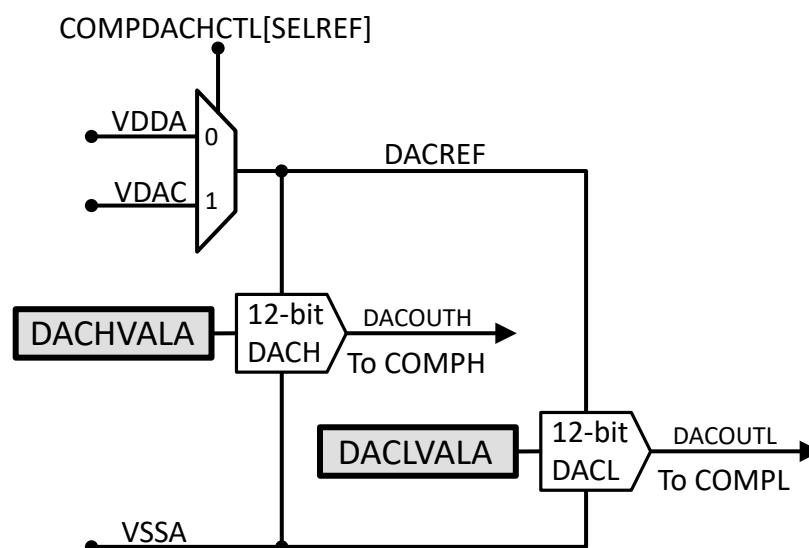 COMPDACHCTL[SELREF]
VDDA
0
DACREF
VDAC
1
DACHVALA
12-bit
DACH
DACOUTH
To COMPH
DACLVALA
12-bit
DACL
DACOUTL
To COMPL
VSSA